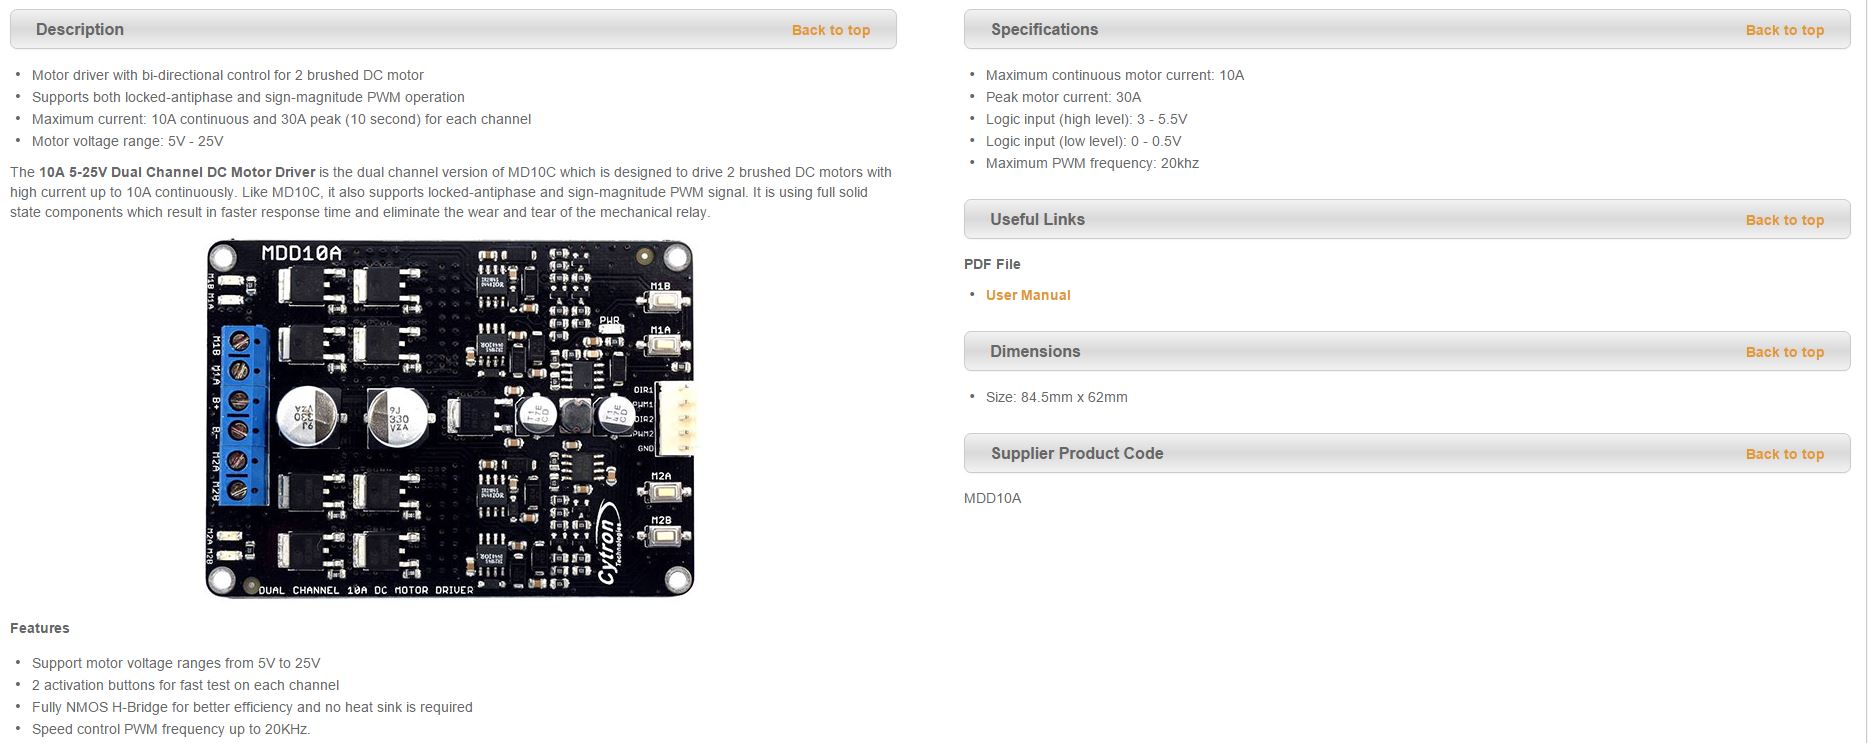 Description
Back to top
• Motor driver with bi-directional control for 2 brushed DC motor
• Supports both locked-antiphase and sign-magnitude PWM operation
• Maximum current: 10A continuous and 30A peak (10 second) for each channel
• Motor voltage range: 5V - 25V
The 10A 5-25V Dual Channel DC Motor Driver is the dual channel version of MD10C which is designed to drive 2 brushed DC motors with
high current up to 10A continuously. Like MD10C, it also supports locked-antiphase and sign-magnitude PWM signal. It is using full solid
state components which result in faster response time and eliminate the wear and tear of the mechanical relay.
MDD10A
M1B
M1A
M1B
M1A
B+
B-
M2A
M2B
M2A
M2B
9J
330
VZA
PWR
M1B
M1A
DIR1
PWM1
DIR2
PWM2
GND
M2A
M2B
Cytron
Technologies
DUAL CHANNEL 10A DC MOTOR DRIVER
Features
• Support motor voltage ranges from 5V to 25V
• 2 activation buttons for fast test on each channel
• Fully NMOS H-Bridge for better efficiency and no heat sink is required
• Speed control PWM frequency up to 20KHz.
Specifications
Back to top
• Maximum continuous motor current: 10A
• Peak motor current: 30A
• Logic input (high level): 3 - 5.5V
• Logic input (low level): 0 - 0.5V
• Maximum PWM frequency: 20khz
Useful Links
Back to top
PDF File
• User Manual
Dimensions
Back to top
• Size: 84.5mm x 62mm
Supplier Product Code
Back to top
MDD10A